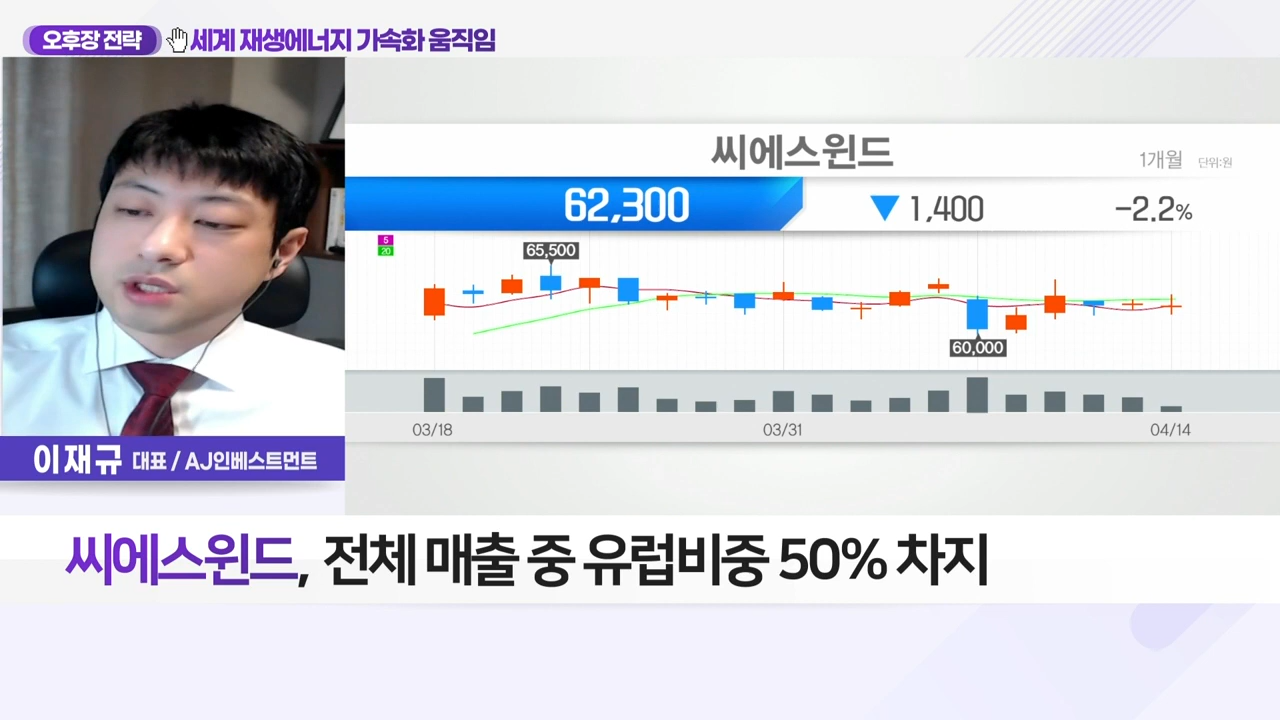 오후장 전략 세계 재생에너지 가속화 움직임
씨에스윈드
1개월 단위:원
62,300 ▼ 1,400 -2.2%
5
20
65,500
60,000
03/18 03/31 04/14
이재규 대표 / AJ인베스트먼트
씨에스윈드, 전체 매출 중 유럽비중 50% 차지